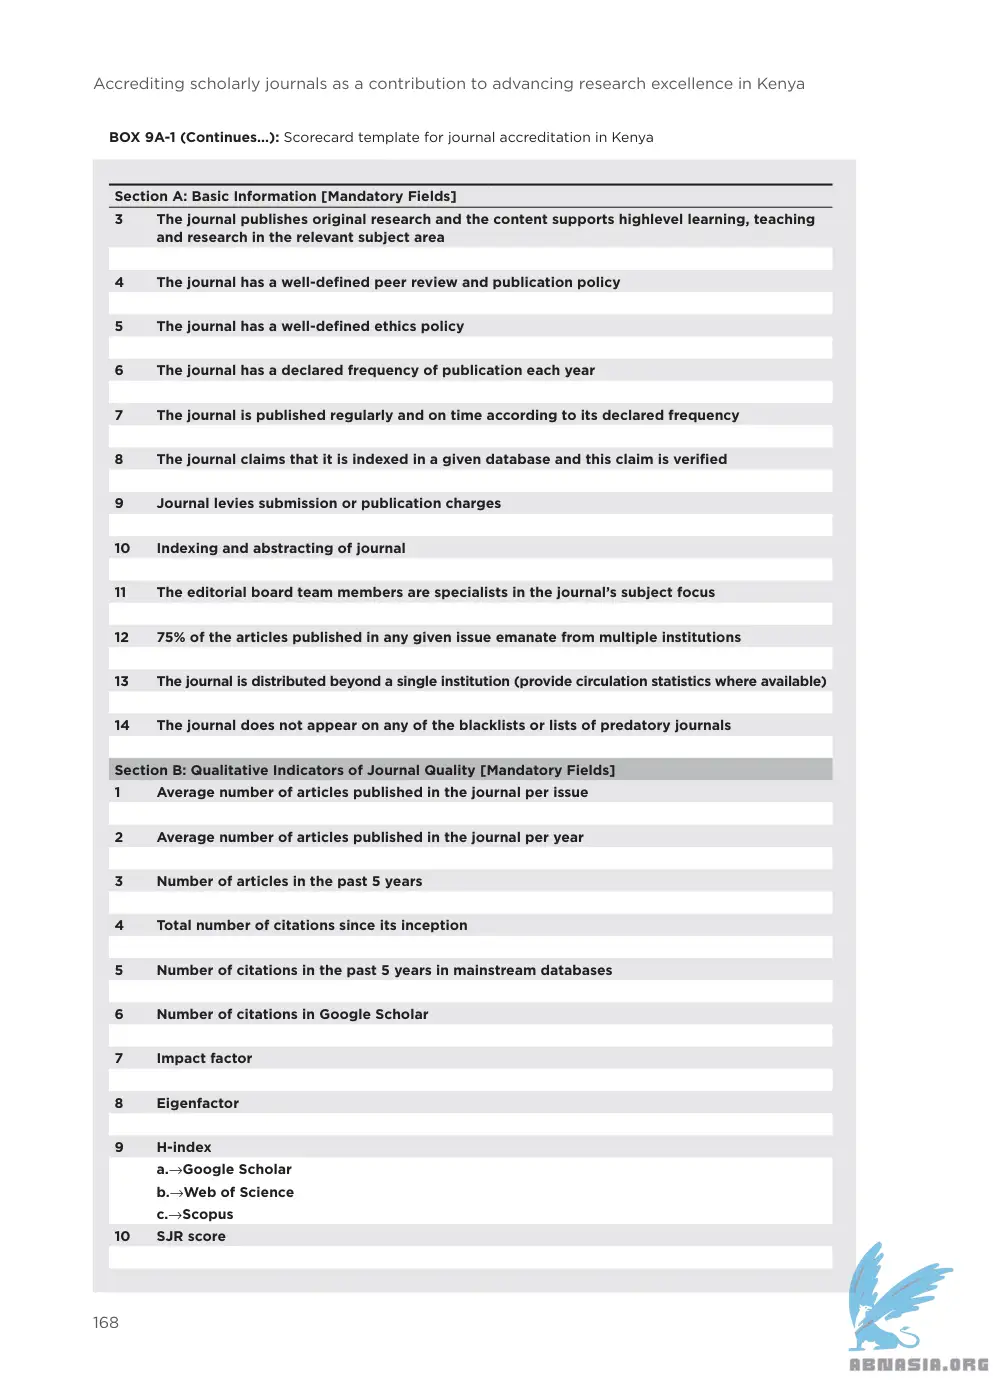 Accrediting scholarly journals as a contribution to advancing research excellence in Kenya
BOX 9A-1 (Continues...): Scorecard template for journal accreditation in Kenya
Section A: Basic Information [Mandatory Fields]
3 The journal publishes original research and the content supports highlevel learning, teaching
and research in the relevant subject area
4 The journal has a well-defined peer review and publication policy
5 The journal has a well-defined ethics policy
6 The journal has a declared frequency of publication each year
7 The journal is published regularly and on time according to its declared frequency
8 The journal claims that it is indexed in a given database and this claim is verified
9 Journal levies submission or publication charges
10 Indexing and abstracting of journal
11 The editorial board team members are specialists in the journal's subject focus
12 75% of the articles published in any given issue emanate from multiple institutions
13 The journal is distributed beyond a single institution (provide circulation statistics where available)
14 The journal does not appear on any of the blacklists or lists of predatory journals
Section B: Qualitative Indicators of Journal Quality [Mandatory Fields]
1 Average number of articles published in the journal per issue
2 Average number of articles published in the journal per year
3 Number of articles in the past 5 years
4 Total number of citations since its inception
5 Number of citations in the past 5 years in mainstream databases
6 Number of citations in Google Scholar
7 Impact factor
8 Eigenfactor
9 H-index
a.→Google Scholar
b.→Web of Science
c.→Scopus
10 SJR score
168
ABNASIA.ORG